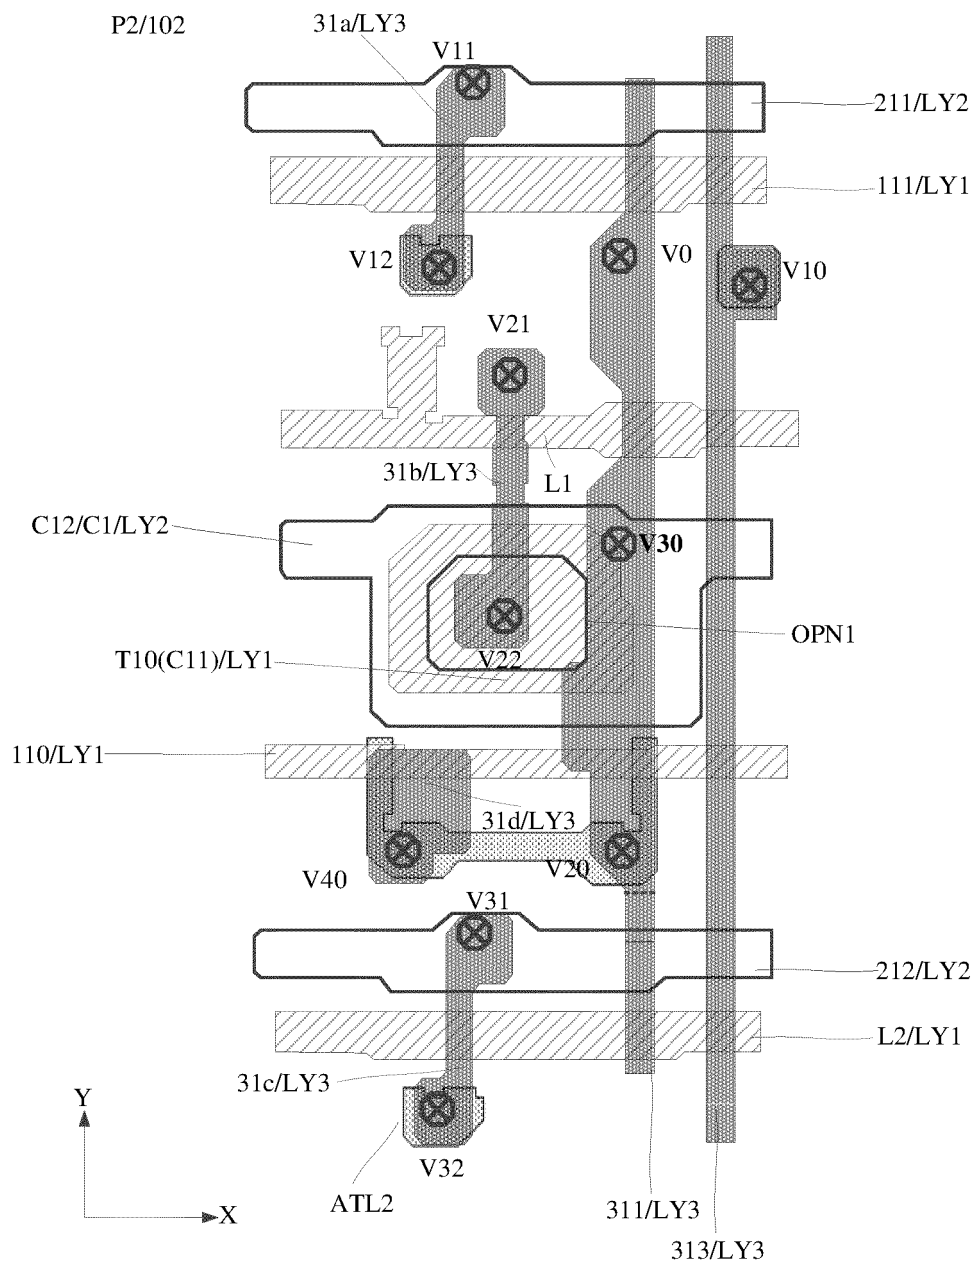 P2/102
31a/LY3
V11
211/LY2
111/LY1
V12
V0
V10
V21
31b/LY3
L1
C12/C1/LY2
V30
OPN1
T10(C11)/LY1
V22
110/LY1
31d/LY3
V40
V20
V31
212/LY2
L2/LY1
31c/LY3
Y
V32
ATL2
X
311/LY3
313/LY3